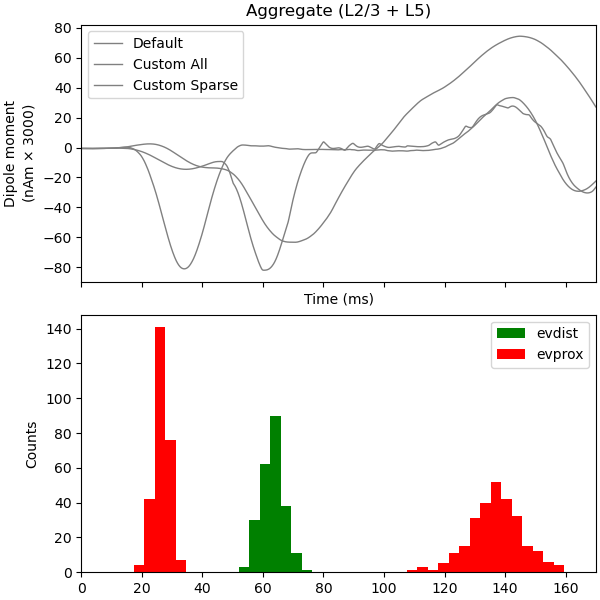 Aggregate (L2/3 + L5)
Dipole moment
(nAm × 3000)
80
60
40
20
0
−20
−40
−60
−80
Default
Custom All
Custom Sparse
Time (ms)
Counts
140
120
100
80
60
40
20
0
evdist
evprox
0 20 40 60 80 100 120 140 160